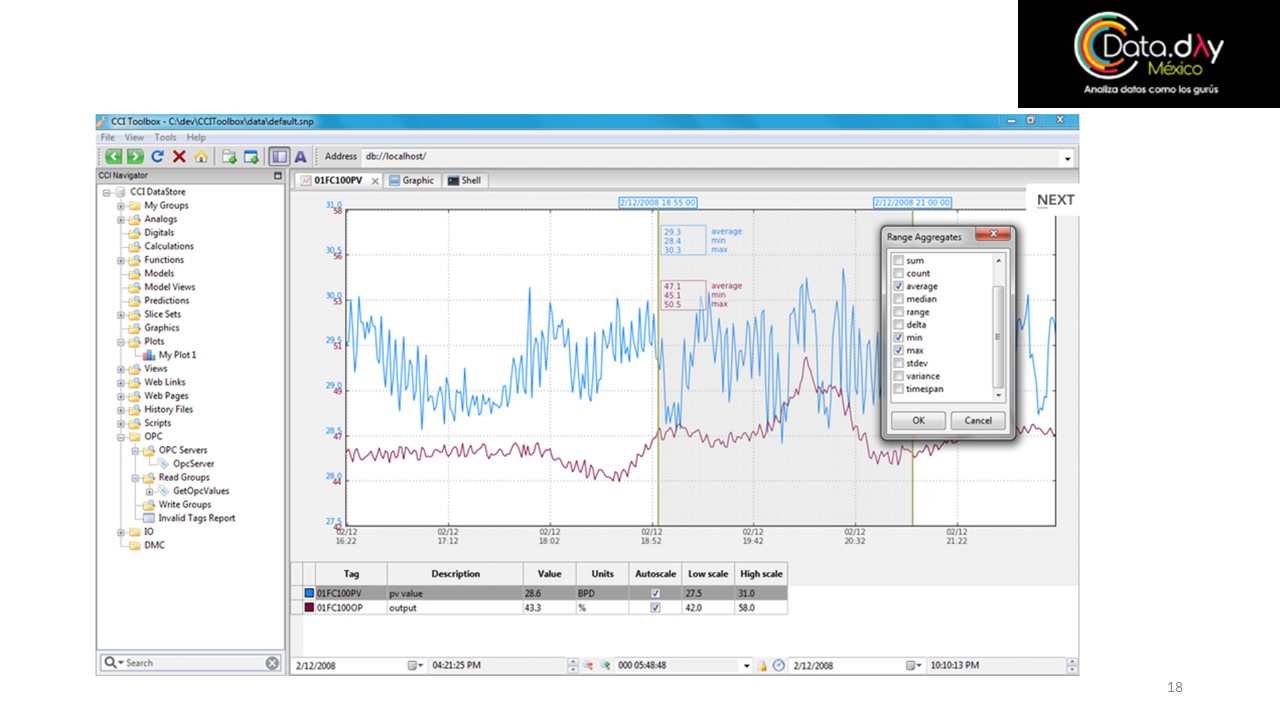 Data.dλy
México
Analiza datos como los gurús
CCI Toolbox - C:\dev\CCIToolbox\data\default.snp
File View Tools Help
A Address db://localhost/
CCI Navigator
CCI DataStore
My Groups
Analogs
Digitals
Calculations
Functions
Models
Model Views
Predictions
Slice Sets
Graphics
Plots
My Plot 1
Views
Web Links
Web Pages
History Files
Scripts
OPC
OPC Servers
OpcServer
Read Groups
GetOpcValues
Write Groups
Invalid Tags Report
IO
DMC
Search
01FC100PV Graphic Shell
NEXT
2/12/2008 18:55:00 2/12/2008 21:00:00
31.0
58
30.5
56
30.0
53
29.5
51
29.0
49
28.5
47
28.0
44
27.5
42
29.3 average
28.4 min
30.3 max
47.1 average
45.1 min
50.5 max
02/12 02/12 02/12 02/12 02/12 02/12 02/12
16:22 17:12 18:02 18:52 19:42 20:32 21:22
Range Aggregates
sum
count
average
median
range
delta
min
max
stdev
variance
timespan
OK Cancel
Tag Description Value Units Autoscale Low scale High scale
01FC100PV pv value 28.6 BPD 27.5 31.0
01FC100OP output 43.3 % 42.0 58.0
2/12/2008 04:21:25 PM 000 05:48:48 2/12/2008 10:10:13 PM
18